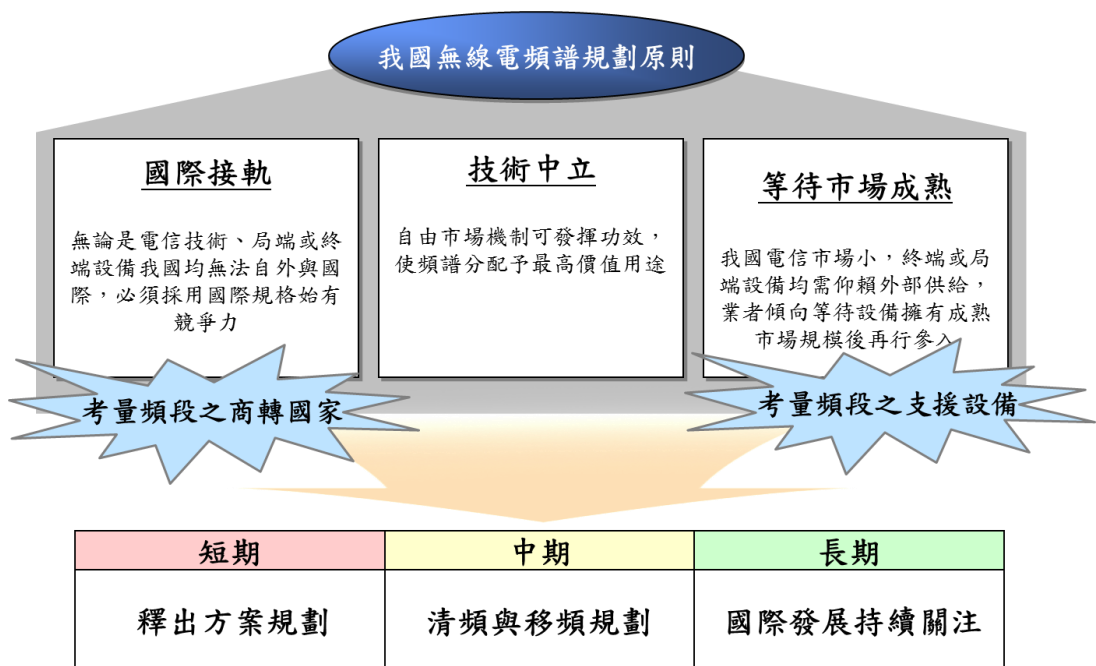 我國無線電頻譜規劃原則
國際接軌
無論是電信技術、局端或終
端設備我國均無法自外與國
際，必須採用國際規格始有
競爭力
技術中立
自由市場機制可發揮功效，
使頻譜分配予最高價值用途
等待市場成熟
我國電信市場小，終端或局
端設備均需仰賴外部供給，
業者傾向等待設備擁有成熟
市場規模後再行參入
考量頻段之商轉國家
考量頻段之支援設備
短期
中期
長期
釋出方案規劃
清頻與移頻規劃
國際發展持續關注